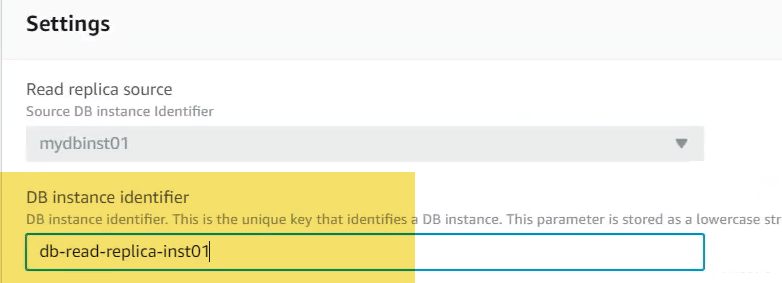 Settings
Read replica source
Source DB instance Identifier
mydbinst01
DB instance identifier
DB instance identifier. This is the unique key that identifies a DB instance. This parameter is stored as a lowercase
db-read-replica-inst01